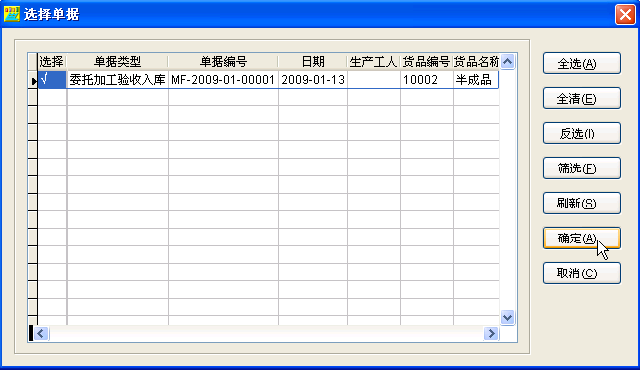 选择单据
选择 单据类型 单据编号 日期 生产工人 货品编号 货品名称
√ 委托加工验收入库 MF-2009-01-00001 2009-01-13 10002 半成品
全选(A)
全清(E)
反选(I)
筛选(F)
刷新(S)
确定(A)
取消(C)